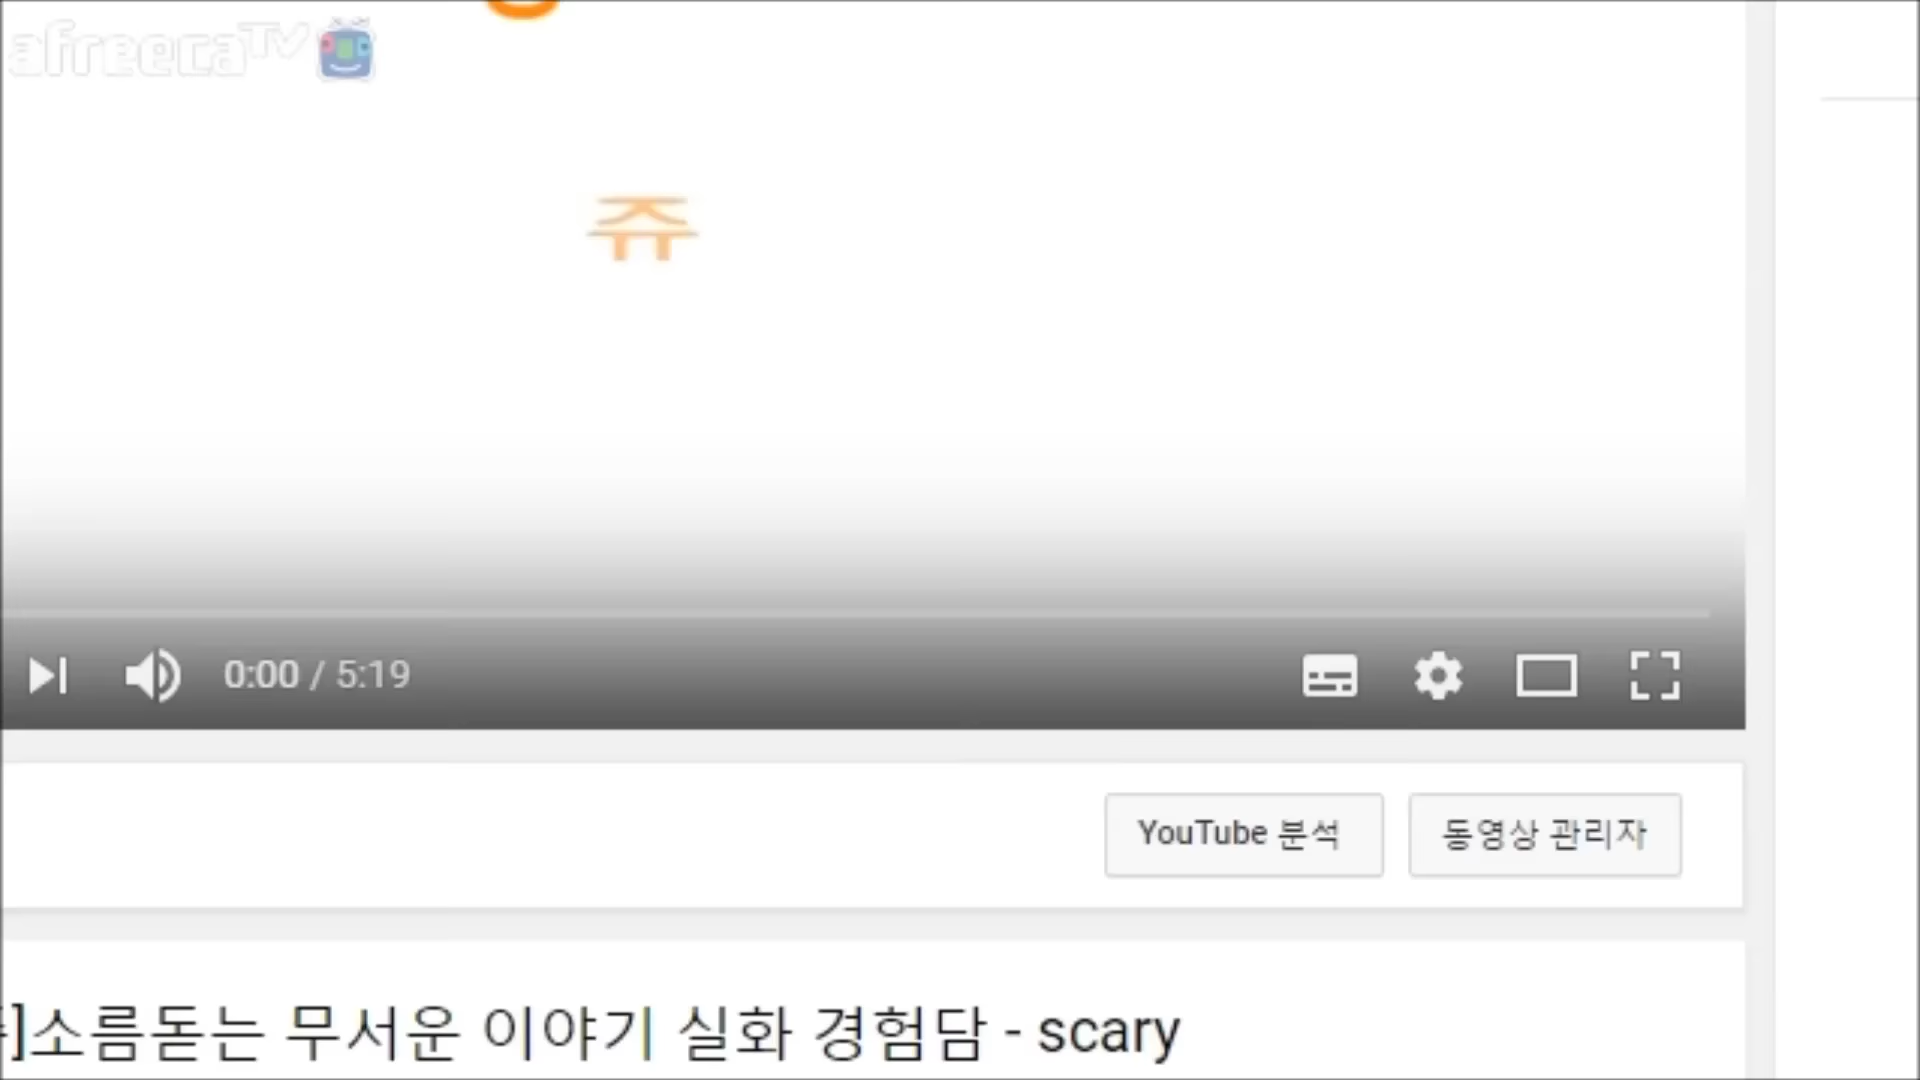 afreecaTV
쥬
0:00 / 5:19
YouTube 분석
동영상 관리자
]소름돋는 무서운 이야기 실화 경험담 - scary